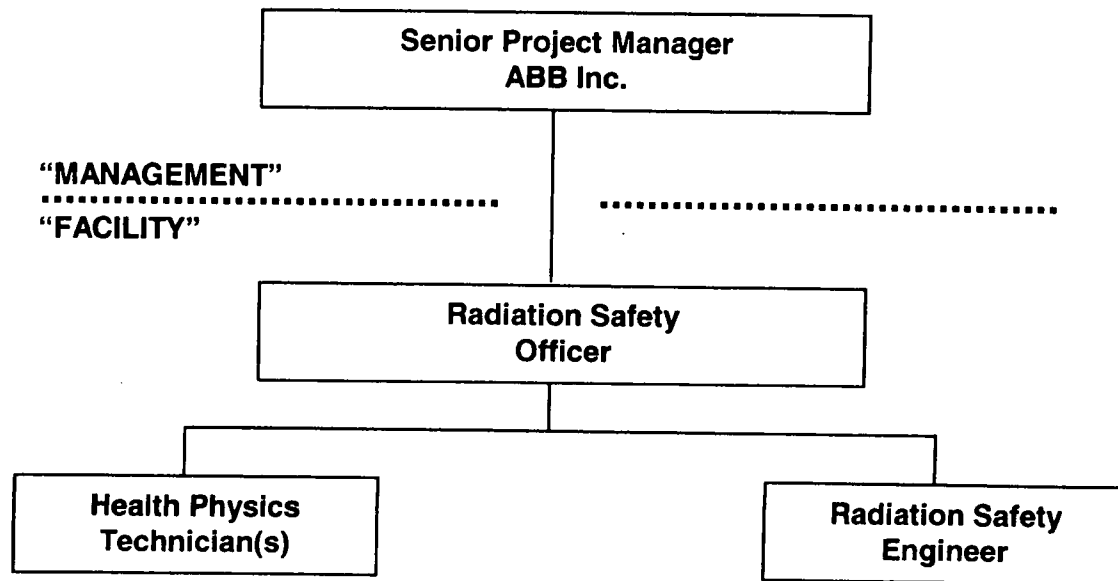 Senior Project Manager
ABB Inc.
“MANAGEMENT”
“FACILITY”
Radiation Safety
Officer
Health Physics
Technician(s)
Radiation Safety
Engineer